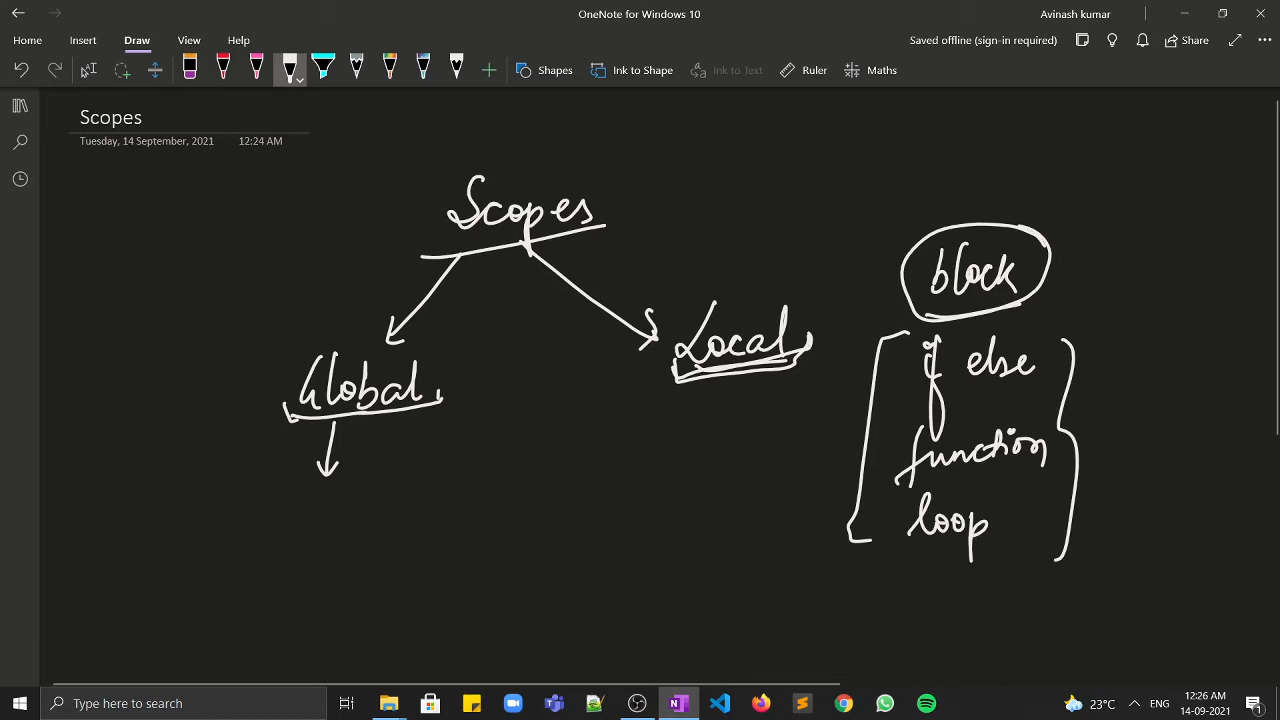 OneNote for Windows 10
Avinash kumar
Home Insert Draw View Help
Saved offline (sign-in required)
Share
Shapes
Ink to Shape
Ink to Text
Ruler
Maths
Scopes
Tuesday, 14 September, 2021 12:24 AM
Scopes
Global
Local
block
if else
function
loop
Type here to search
23°C
ENG
12:26 AM
14-09-2021